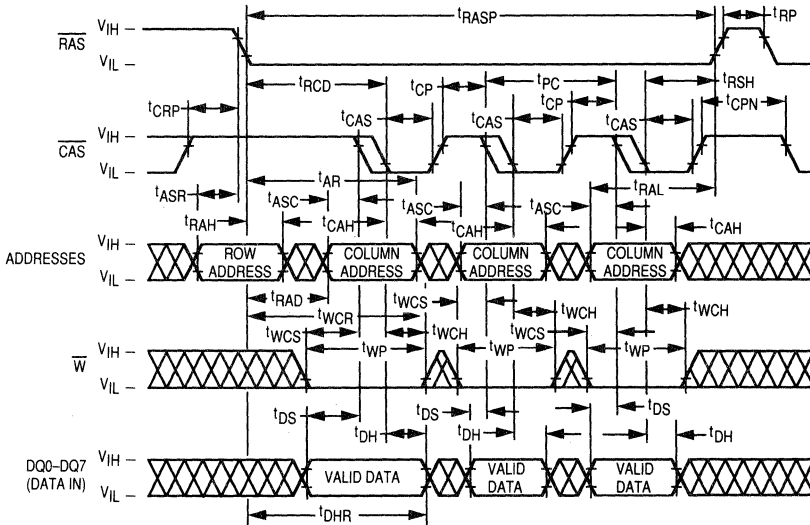 tRASP tRP
RAS VIH
VIL
tRCD tCP tPC tRSH
tCRP tCAS tCAS tCP tCAS tCPN
CAS VIH
VIL
tASR tAR tASC tASC tASC tRAL
tRAH tCAH tCAH tCAH
ADDRESSES VIH
VIL
ROW ADDRESS
COLUMN ADDRESS
COLUMN ADDRESS
COLUMN ADDRESS
tRAD tWCS
tWCR tWCH tWCH
tWCS tWCH tWCS
W VIH
VIL
tWP tWP tWP
tDS tDS tDS
tDH tDH tDH
DQ0–DQ7
(DATA IN)
VIH
VIL
VALID DATA
VALID DATA
VALID DATA
tDHR